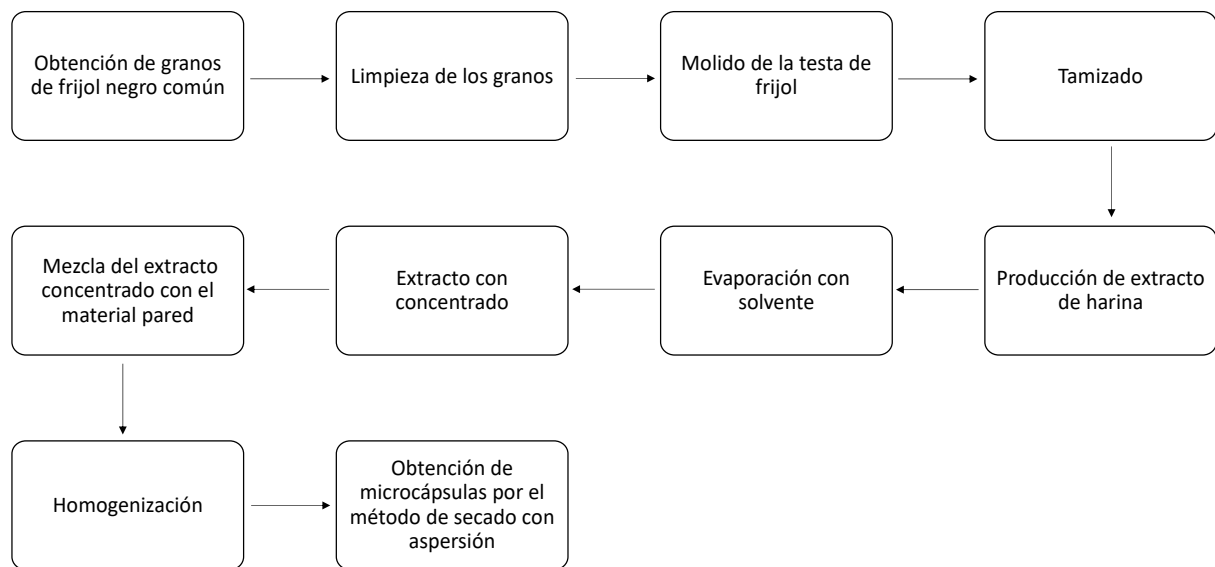 Obtención de granos
de frijol negro común
Limpieza de los granos
Molido de la testa de
frijol
Tamizado
Producción de extracto
de harina
Evaporación con
solvente
Extracto con
concentrado
Mezcla del extracto
concentrado con el
material pared
Homogenización
Obtención de
microcápsulas por el
método de secado con
aspersión